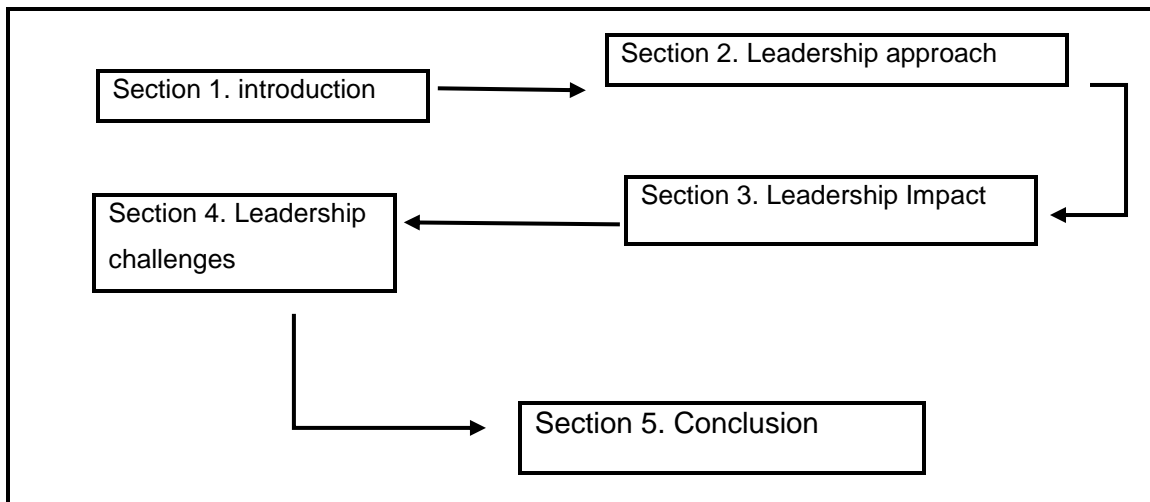 Section 1. introduction
Section 2. Leadership approach
Section 3. Leadership Impact
Section 4. Leadership
challenges
Section 5. Conclusion